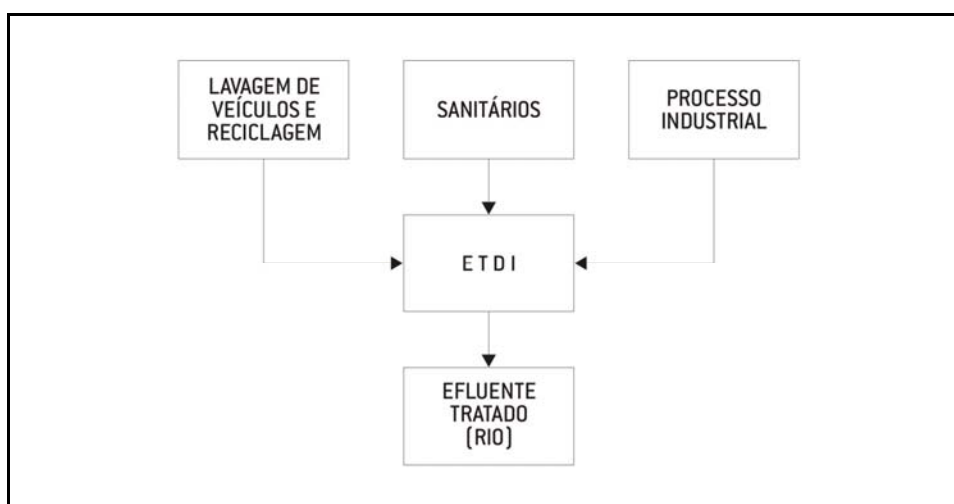 LAVAGEM DE
VEÍCULOS E
RECICLAGEM
SANITÁRIOS
PROCESSO
INDUSTRIAL
ETDI
EFLUENTE
TRATADO
(RIO)